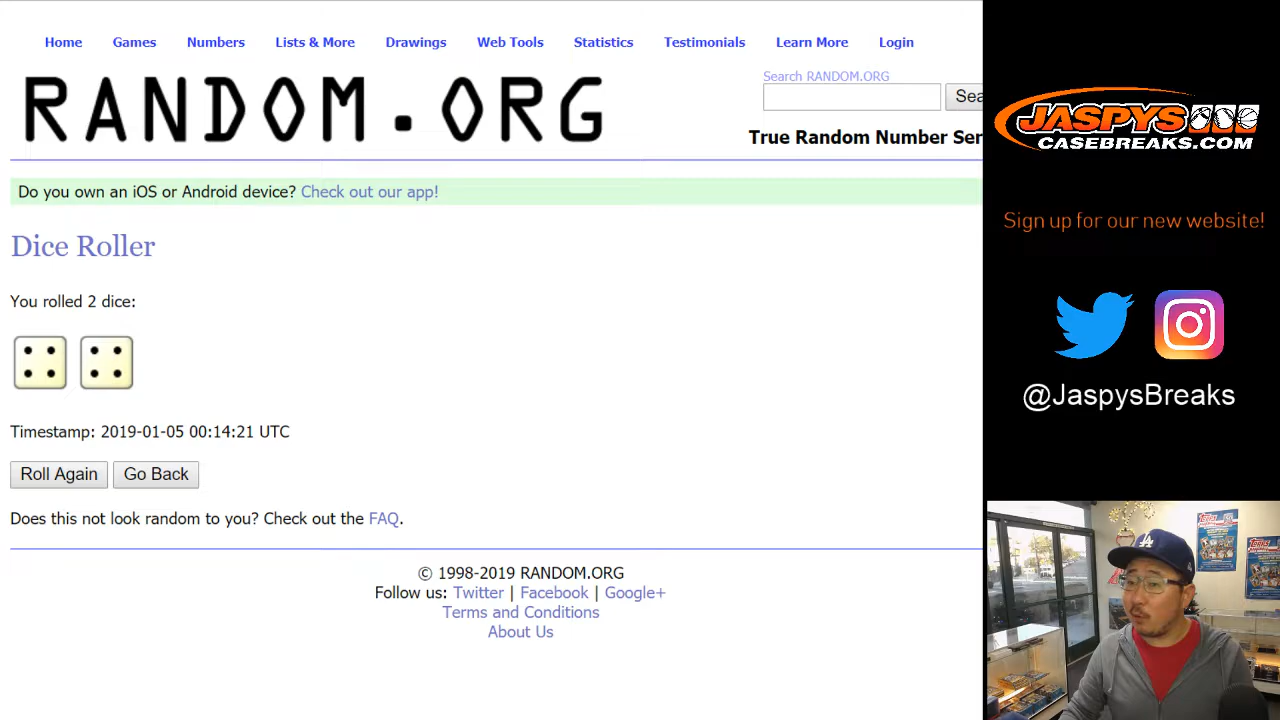 Home Games Numbers Lists & More Drawings Web Tools Statistics Testimonials Learn More Login
RANDOM.ORG
Search RANDOM.ORG
Sea
True Random Number Ser
Do you own an iOS or Android device? Check out our app!
Dice Roller
You rolled 2 dice:
Timestamp: 2019-01-05 00:14:21 UTC
Roll Again Go Back
Does this not look random to you? Check out the FAQ.
© 1998-2019 RANDOM.ORG
Follow us: Twitter | Facebook | Google+
Terms and Conditions
About Us
JASPYS
CASEBREAKS.COM
Sign up for our new website!
@JaspysBreaks
LA
TOPPS
TOPPS